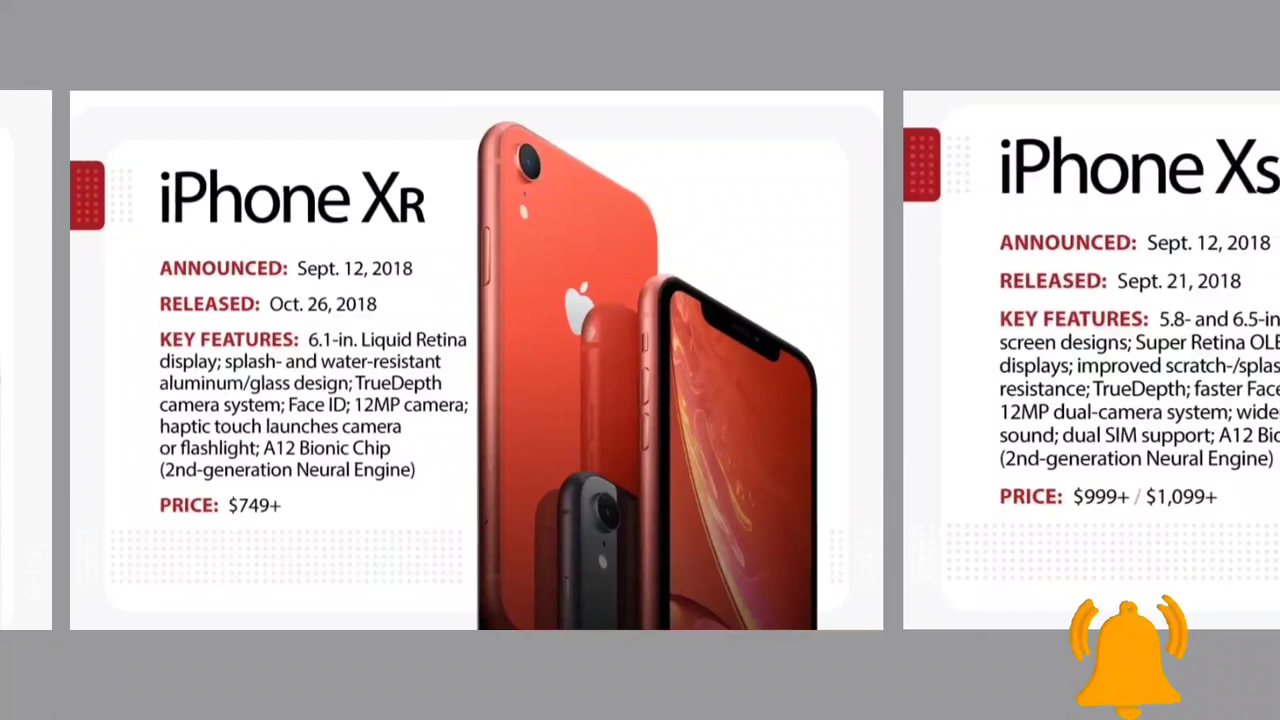 iPhone XR
ANNOUNCED: Sept. 12, 2018
RELEASED: Oct. 26, 2018
KEY FEATURES: 6.1-in. Liquid Retina
display; splash- and water-resistant
aluminum/glass design; TrueDepth
camera system; Face ID; 12MP camera;
haptic touch launches camera
or flashlight; A12 Bionic Chip
(2nd-generation Neural Engine)
PRICE: $749+
iPhone Xs
ANNOUNCED: Sept. 12, 2018
RELEASED: Sept. 21, 2018
KEY FEATURES: 5.8- and 6.5-in
screen designs; Super Retina
displays; improved
resistance; TrueDepth; faster Face
12MP dual-camera system;
sound; dual SIM support; A12
(2nd-generation Neural Engine)
PRICE: $999+ / $1,099+